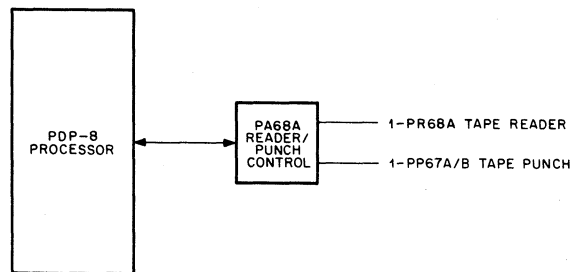 PDP-8
PROCESSOR
PA68A
READER/
PUNCH
CONTROL
1-PR68A TAPE READER
1-PP67A/B TAPE PUNCH